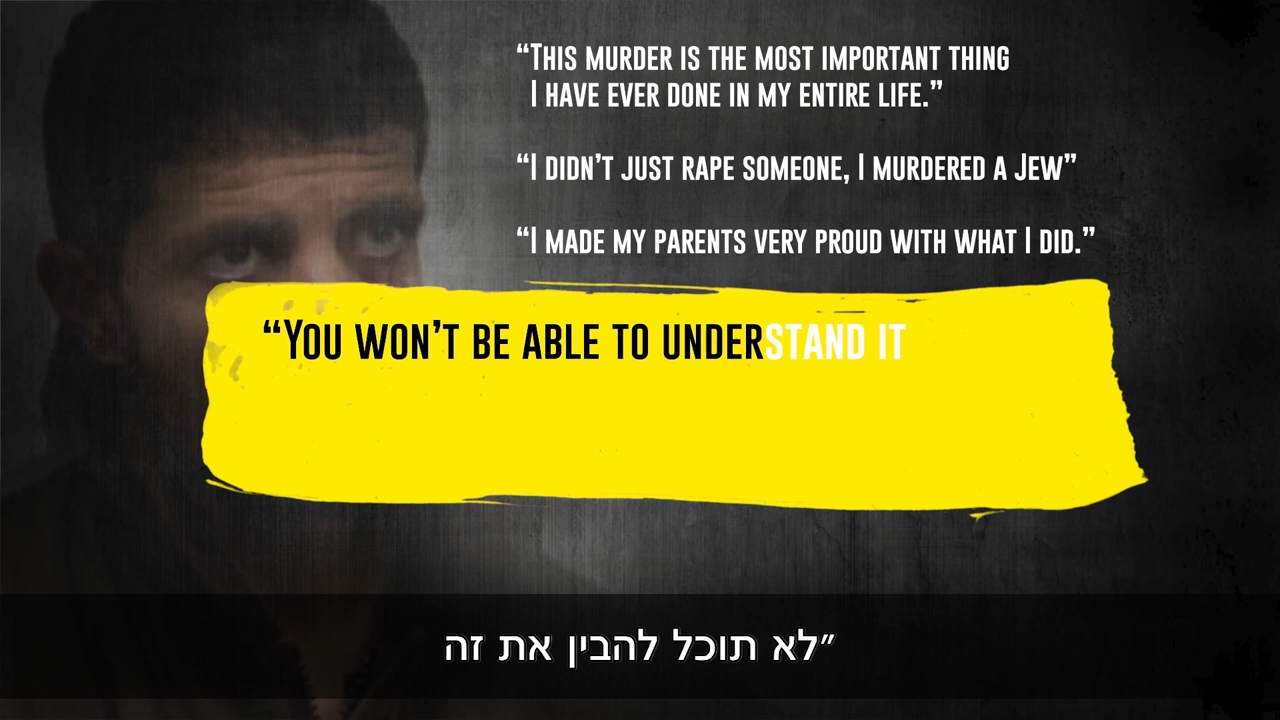 “This murder is the most important thing
I have ever done in my entire life.”
“I didn’t just rape someone, I murdered a Jew”
“I made my parents very proud with what I did.”
“You won’t be able to understand it
״לא תוכל להבין את זה